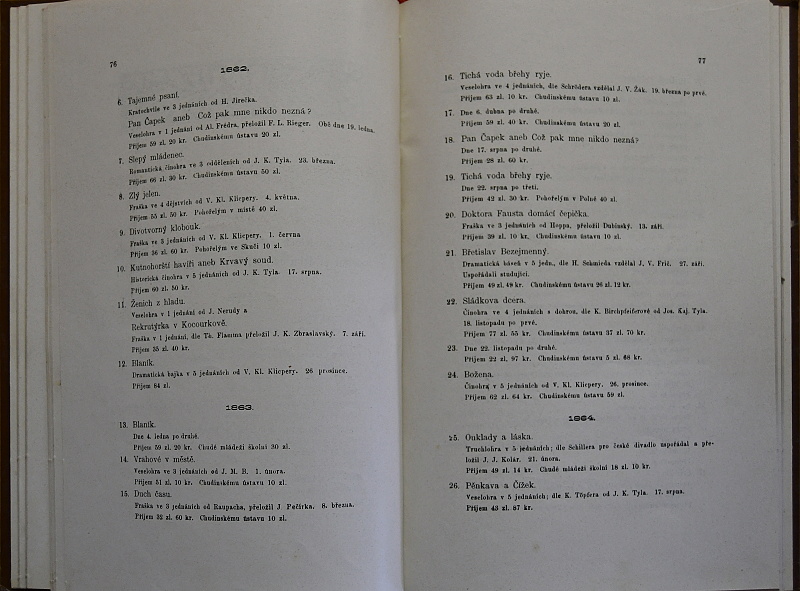 76
1862.
6. Tajemné psaní.
Kratochvíle ve 3 jednáních od H. Jirečka.
Pan Čapek aneb Což pak mne nikdo nezná?
Veselohra v 1 jednání od Al. Frédra, přeložil F. L. Rieger. Obě dne 19. ledna.
Příjem 59 zl. 20 kr. Chudinskému ústavu 20 zl.
7. Slepý mládenec.
Romantická činohra ve 3 odděleních od J. K. Tyla. 23. března.
Příjem 66 zl. 30 kr. Chudinskému ústavu 50 zl.
8. Zlý jelen.
Fraška ve 4 dějstvích od V. Kl. Klicpery. 4. května.
Příjem 55 zl. 50 kr. Pohořelým v místě 40 zl.
9. Divotvorný klobouk.
Fraška ve 3 jednáních od V. Kl. Klicpery. 1. června
Příjem 36 zl. 60 kr. Pohořelým ve Skuči 10 zl.
10. Kutnohorští havíři aneb Krvavý soud.
Historická činohra v 5 jednáních od J. K. Tyla. 17. srpna.
Příjem 60 zl. 50 kr.
11. Ženich z hladu.
Veselohra v 1 jednání od J. Nerudy a
Rekrutýrka v Kocourkově.
Fraška v 1 jednání, dle Th. Flamma přeložil J. K. Zbraslavský. 7. září.
Příjem 35 zl. 40 kr.
12. Blaník.
Dramatická bajka v 5 jednáních od V. Kl. Klicpery. 26 prosince.
Příjem 84 zl.
1863.
13. Blaník.
Dne 4. ledna po druhé.
Příjem 59 zl. 20 kr. Chudé mládeži školní 30 zl.
14. Vrahové v městě.
Veselohra ve 3 jednáních od J. M. B. 1. února.
Příjem 51 zl. 10 kr. Chudinskému ústavu 10 zl.
15. Duch času.
Fraška ve 3 jednáních od Raupacha, přeložil J Pečírka. 8. března.
Příjem 32 zl. 60 kr. Chudinskému ústavu 10 zl.
77
16. Tichá voda břehy ryje.
Veselohra ve 4 jednáních, dle Schrödera vzdělal J. V. Žák. 19. března po prvé.
Příjem 63 zl. 10 kr. Chudinskému ústavu 10 zl.
17. Dne 6. dubna po druhé.
Příjem 59 zl. 40 kr. Chudinskému ústavu 20 zl.
18. Pan Čapek aneb Což pak mne nikdo nezná?
Dne 17. srpna po druhé.
Příjem 28 zl. 60 kr.
19. Tichá voda břehy ryje.
Dne 22. srpna po třetí.
Příjem 42 zl. 30 kr. Pohořelým v Polné 40 zl.
20. Doktora Fausta domácí čepička.
Fraška ve 3 jednáních od Hoppa, přeložil Dubinský. 13. září.
Příjem 39 zl. 10 kr. Chudinskému ústavu 10 zl.
21. Břetislav Bezejmenný.
Dramatická báseň v 5 jedn., dle H. Schmieda vzdělal J. V. Frič. 27. září.
Uspořádali studující.
Příjem 49 zl. 49 kr. Chudinskému ústavu 26 zl. 12 kr.
22. Sládkova dcera.
Činohra ve 4 jednáních s dohrou, dle K. Birchpfeiferové od Jos. Kaj. Tyla.
18. listopadu po prvé.
Příjem 77 zl. 55 kr. Chudinskému ústavu 37 zl. 70 kr.
23. Dne 22. listopadu po druhé.
Příjem 22 zl. 97 kr. Chudinskému ústavu 5 zl. 68 kr.
24. Božena.
Činohra v 5 jednáních od V. Kl. Klicpery. 26. prosince.
Příjem 62 zl. 64 kr. Chudinskému ústavu 59 zl.
1864.
25. Ouklady a láska.
Truchlohra v 5 jednáních; dle Schillera pro české divadlo uspořádal a pře-
ložil J. J. Kolár. 21. února.
Příjem 49 zl. 14 kr. Chudé mládeži školní 18 zl. 10 kr.
26. Pěnkava a Čížek.
Veselohra v 5 jednáních; dle K. Töpfera od J. K. Tyla. 17. srpna.
Příjem 43 zl. 87 kr.